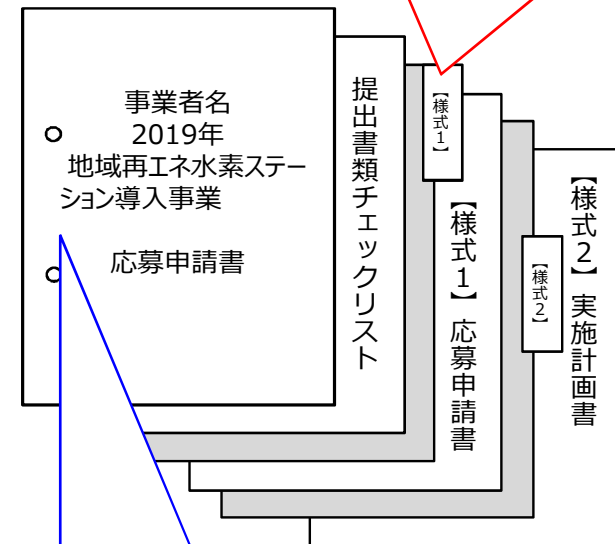 事業者名
2019年
地域再エネ水素ステー
ション導入事業
応募申請書
提出書類チェックリスト
【様式１】
【様式１】応募申請書
【様式２】
【様式２】実施計画書